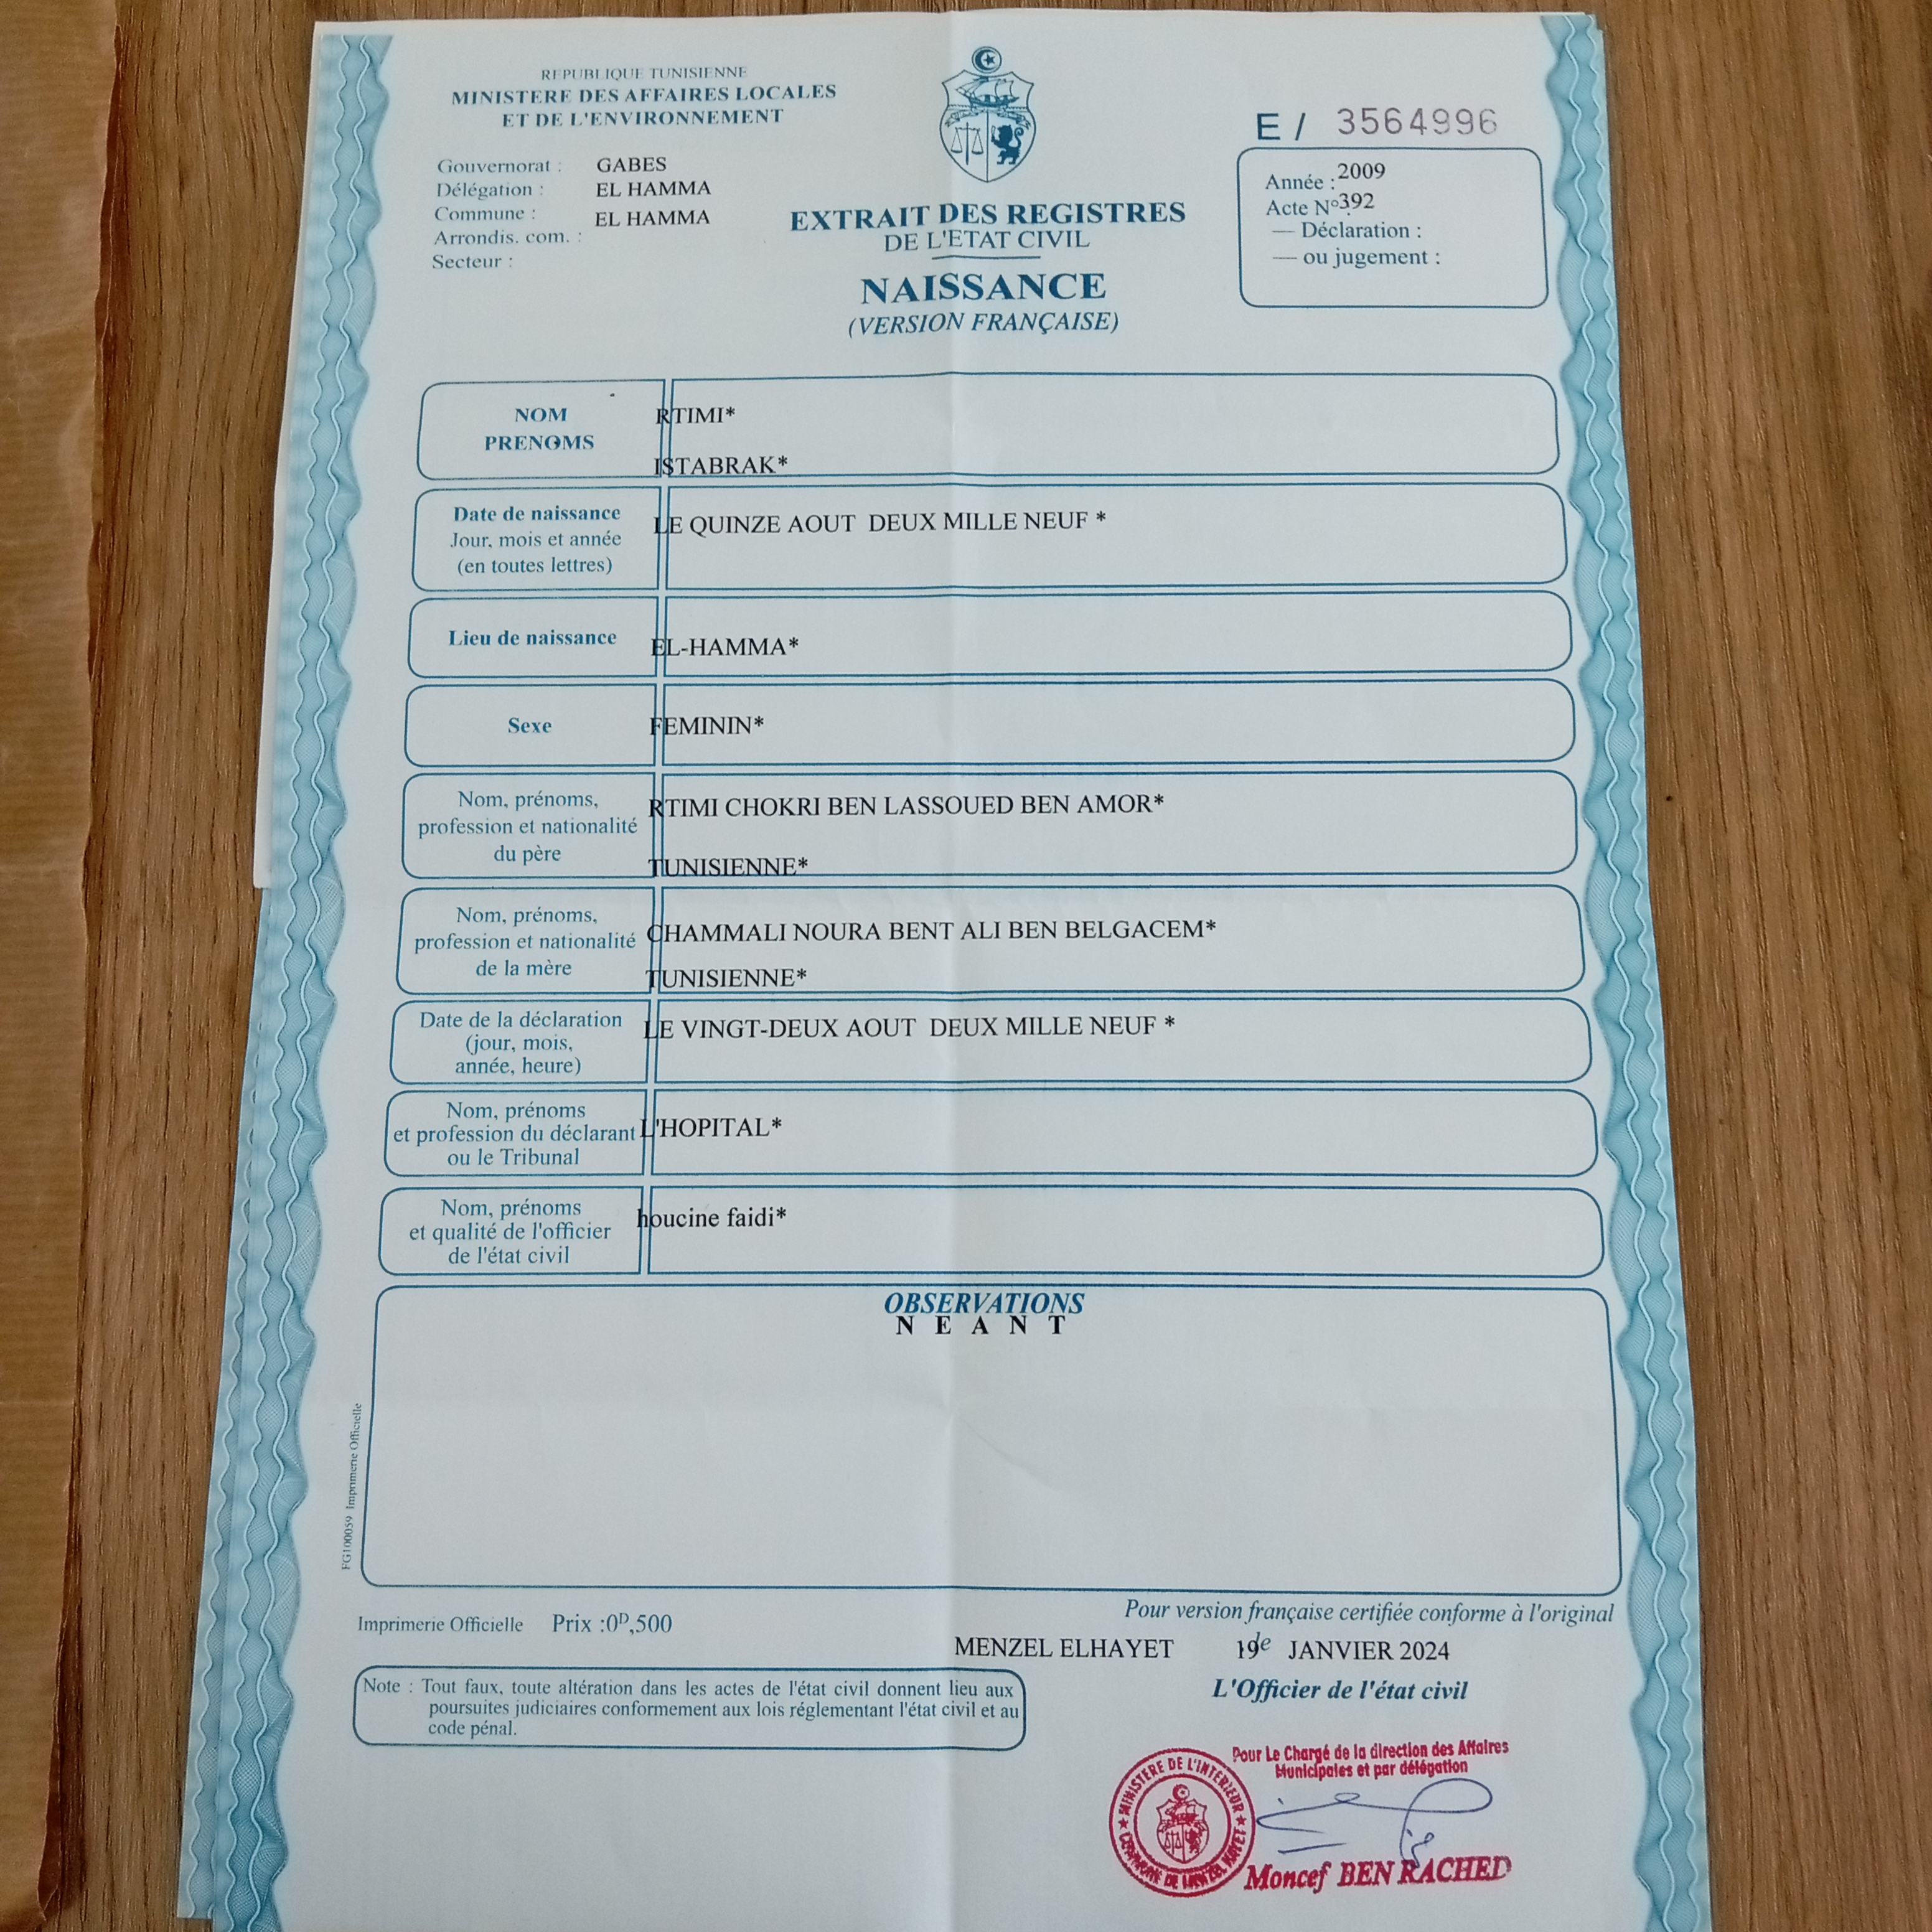 REPUBLIQUE TUNISIENNE
MINISTERE DES AFFAIRES LOCALES
ET DE L'ENVIRONNEMENT
Gouvernorat : GABES
Délégation : EL HAMMA
Commune : EL HAMMA
Arrondis. com. :
Secteur :
EXTRAIT DES REGISTRES
DE L'ETAT CIVIL
NAISSANCE
(VERSION FRANÇAISE)
E / 3564996
Année : 2009
Acte N° 392
— Déclaration :
— ou jugement :
NOM
PRENOMS
RTIMI*
ISTABRAK*
Date de naissance
Jour, mois et année
(en toutes lettres)
LE QUINZE AOUT DEUX MILLE NEUF *
Lieu de naissance
EL-HAMMA*
Sexe
FEMININ*
Nom, prénoms,
profession et nationalité
du père
RTIMI CHOKRI BEN LASSOUED BEN AMOR*
TUNISIENNE*
Nom, prénoms,
profession et nationalité
de la mère
CHAMMALI NOURA BENT ALI BEN BELGACEM*
TUNISIENNE*
Date de la déclaration
(jour, mois,
année, heure)
LE VINGT-DEUX AOUT DEUX MILLE NEUF *
Nom, prénoms
et profession du déclarant
ou le Tribunal
L'HOPITAL*
Nom, prénoms
et qualité de l'officier
de l'état civil
houcine faidi*
OBSERVATIONS
N E A N T
FG100059 Imprimerie Officielle
Imprimerie Officielle Prix :0ᴰ,500
Pour version française certifiée conforme à l'original
MENZEL ELHAYET 19 le JANVIER 2024
L'Officier de l'état civil
Note : Tout faux, toute altération dans les actes de l'état civil donnent lieu aux
poursuites judiciaires conformement aux lois réglementant l'état civil et au
code pénal.
Pour Le Chargé de la direction des Affaires
Municipales et par délégation
MINISTERE DE L'INTERIEUR
COMMUNE DE
Moncef BEN RACHED